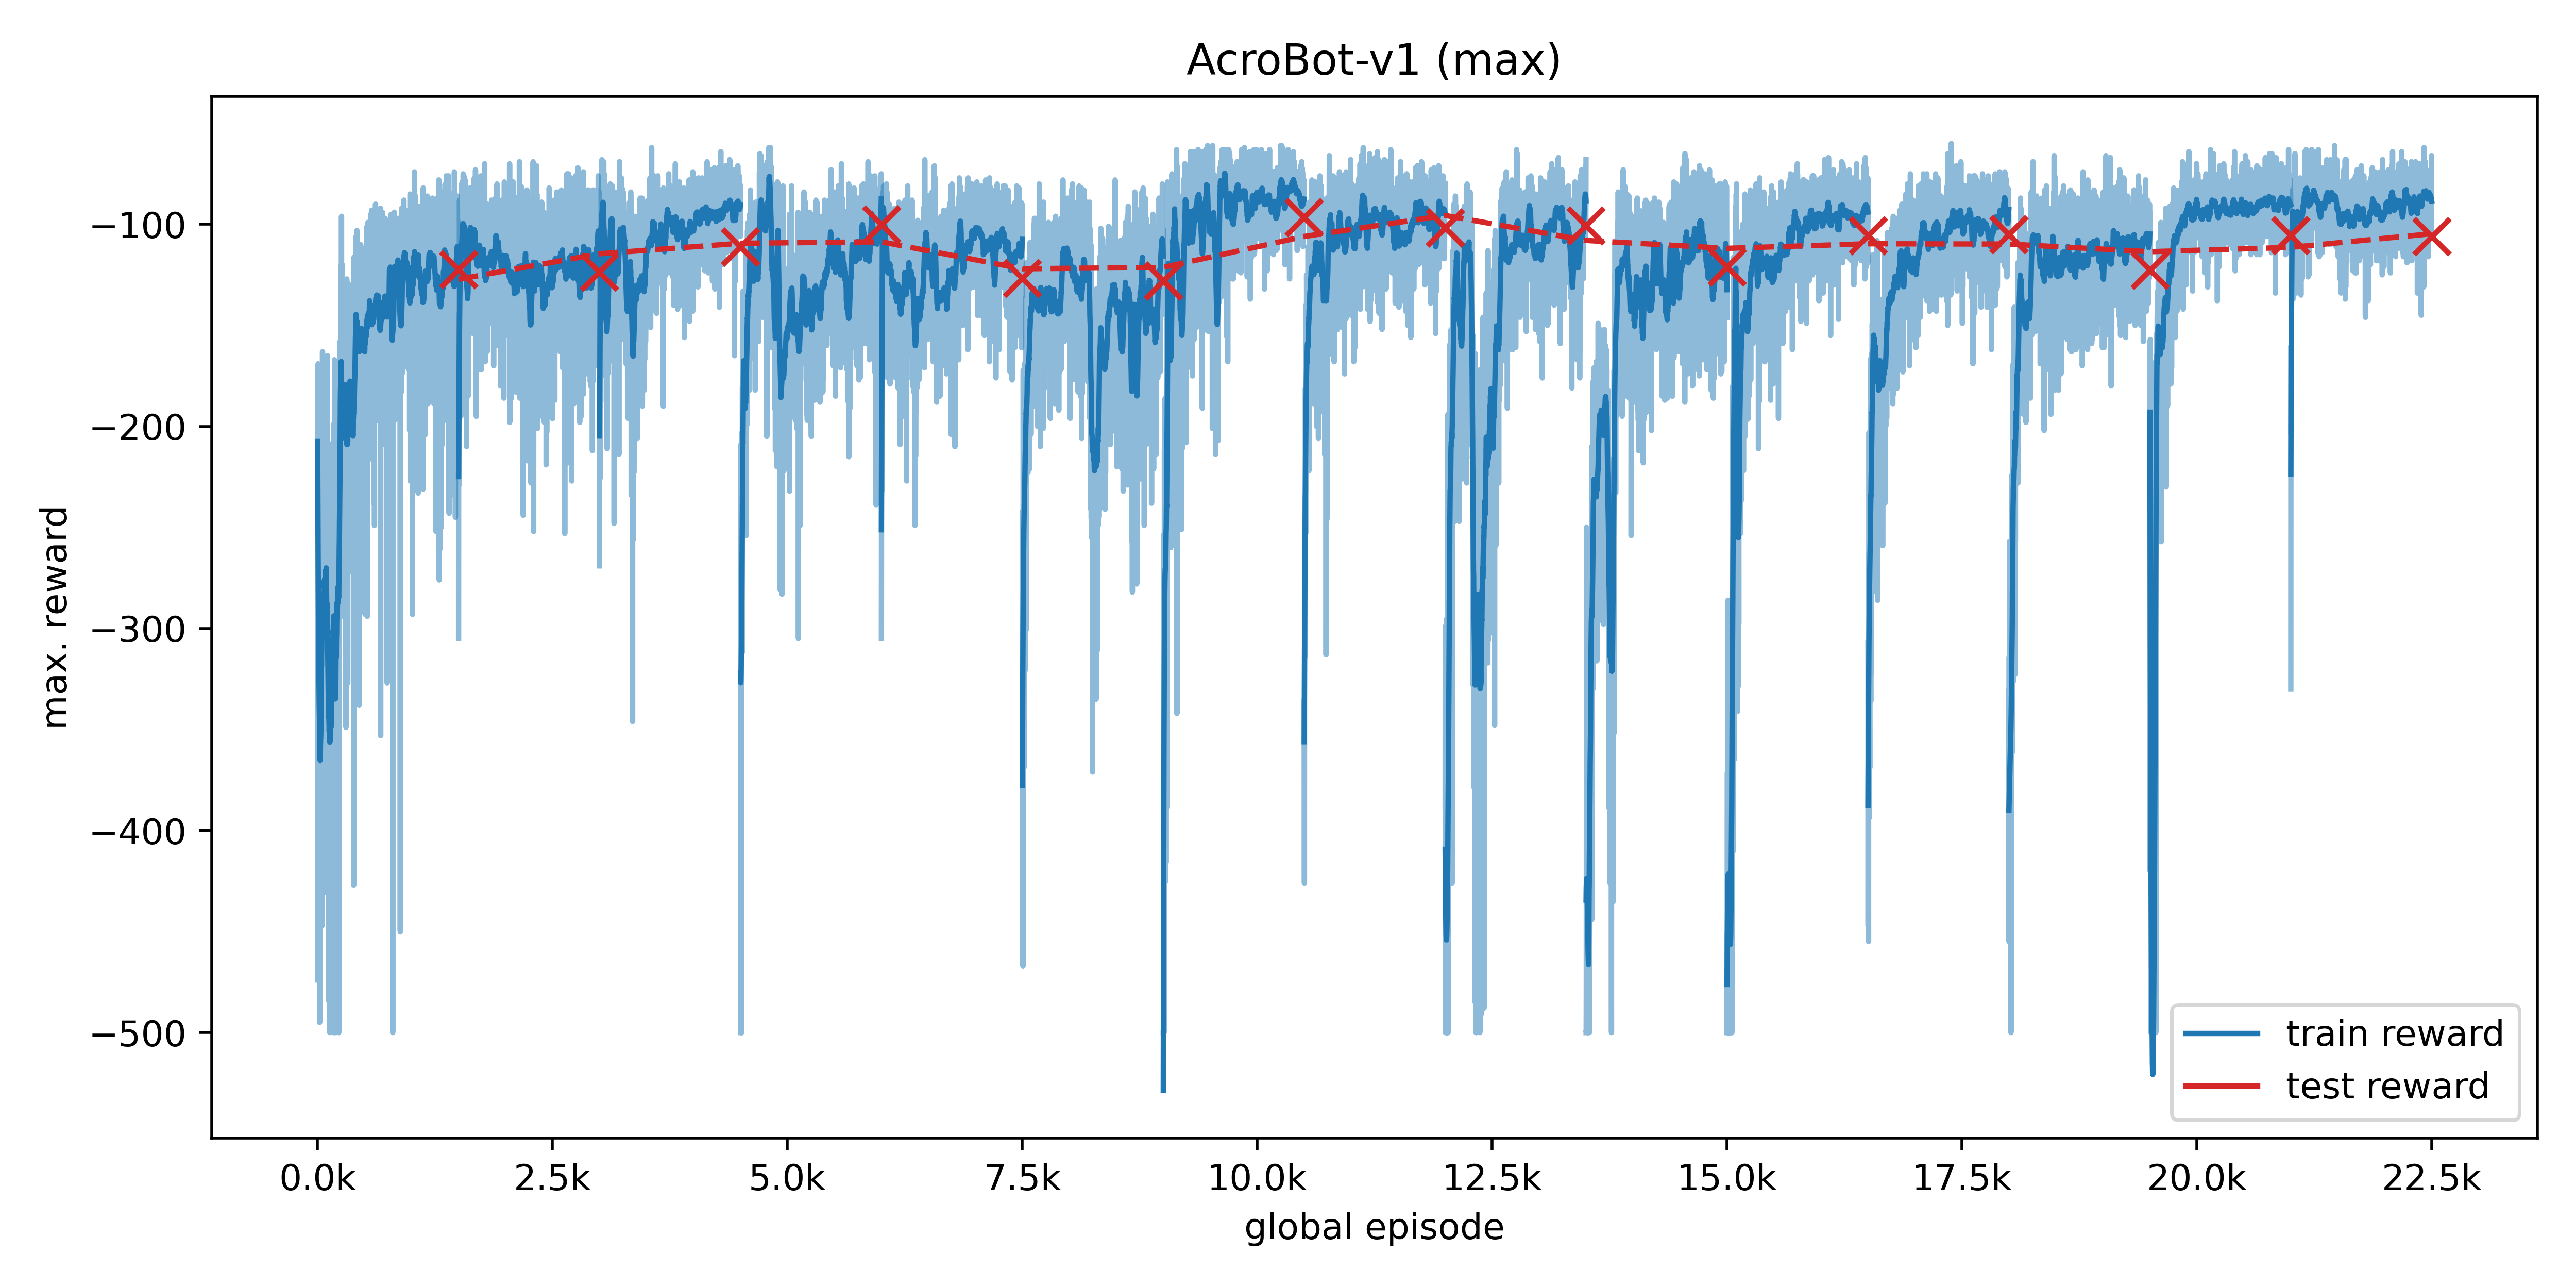 AcroBot-v1 (max)
max. reward
−100
−200
−300
−400
−500
0.0k 2.5k 5.0k 7.5k 10.0k 12.5k 15.0k 17.5k 20.0k 22.5k
global episode
train reward
test reward